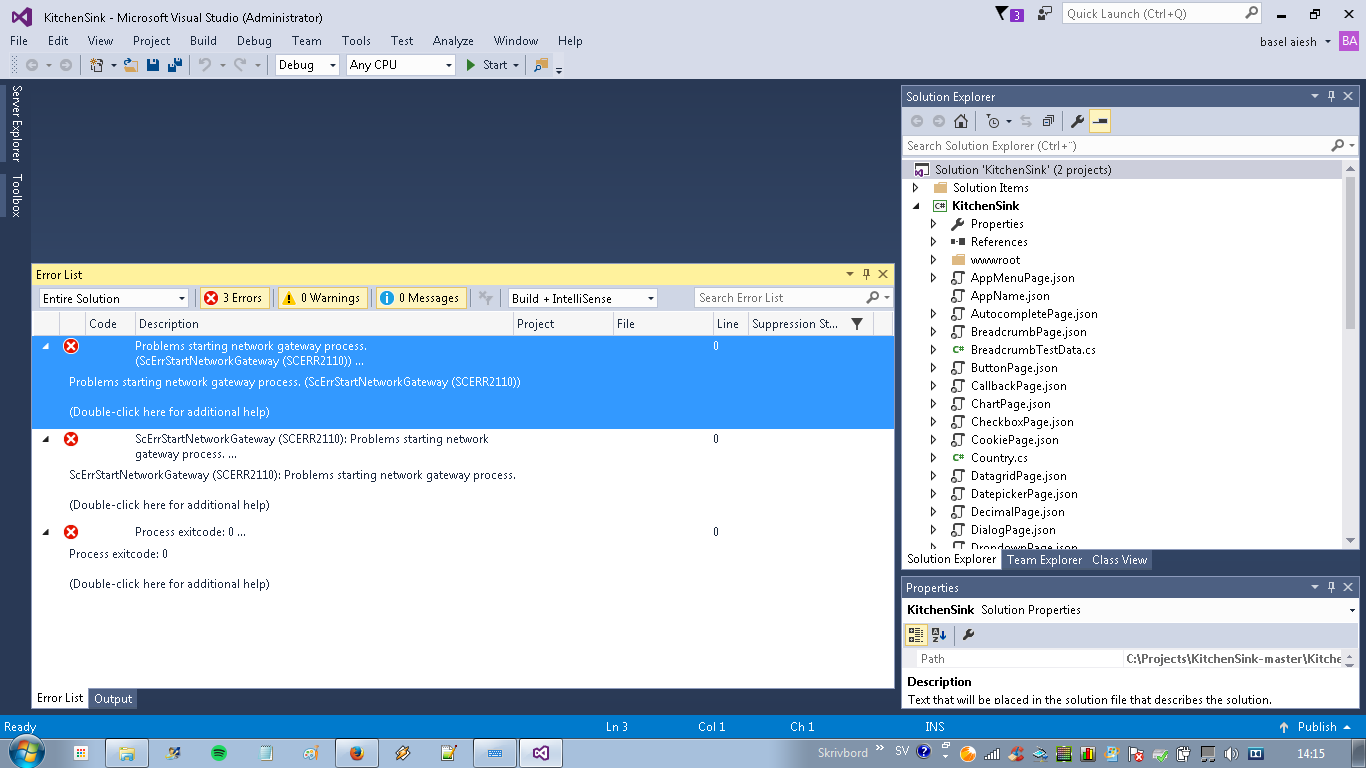 KitchenSink - Microsoft Visual Studio (Administrator)
3
Quick Launch (Ctrl+Q)
File Edit View Project Build Debug Team Tools Test Analyze Window Help
basel aiesh
BA
Debug
Any CPU
Start
Server Explorer
Toolbox
Error List
Entire Solution
3 Errors
0 Warnings
0 Messages
Build + IntelliSense
Search Error List
Code Description Project File Line Suppression St...
Problems starting network gateway process.
(ScErrStartNetworkGateway (SCERR2110)) ...
0
Problems starting network gateway process. (ScErrStartNetworkGateway (SCERR2110))
(Double-click here for additional help)
ScErrStartNetworkGateway (SCERR2110): Problems starting network
gateway process. ...
0
ScErrStartNetworkGateway (SCERR2110): Problems starting network gateway process.
(Double-click here for additional help)
Process exitcode: 0 ...
0
Process exitcode: 0
(Double-click here for additional help)
Error List Output
Solution Explorer
Search Solution Explorer (Ctrl+¨)
Solution 'KitchenSink' (2 projects)
Solution Items
C# KitchenSink
Properties
References
wwwroot
AppMenuPage.json
AppName.json
AutocompletePage.json
BreadcrumbPage.json
C# BreadcrumbTestData.cs
ButtonPage.json
CallbackPage.json
ChartPage.json
CheckboxPage.json
CookiePage.json
C# Country.cs
DatagridPage.json
DatepickerPage.json
DecimalPage.json
DialogPage.json
DropdownPage.json
Solution Explorer Team Explorer Class View
Properties
KitchenSink Solution Properties
Path C:\Projects\KitchenSink-master\Kitche
Description
Text that will be placed in the solution file that describes the solution.
Ready
Ln 3
Col 1
Ch 1
INS
Publish
Skrivbord
SV
14:15